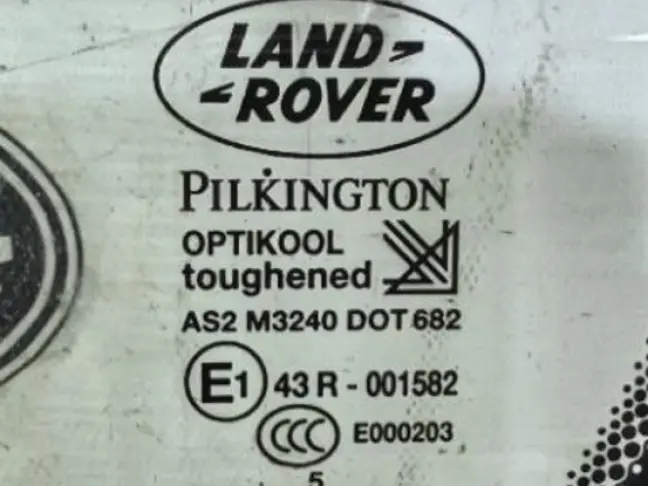 LAND
ROVER
PILKINGTON
OPTIKOOL
toughened
AS2 M3240 DOT 682
E1 43 R - 001582
CCC E000203
5